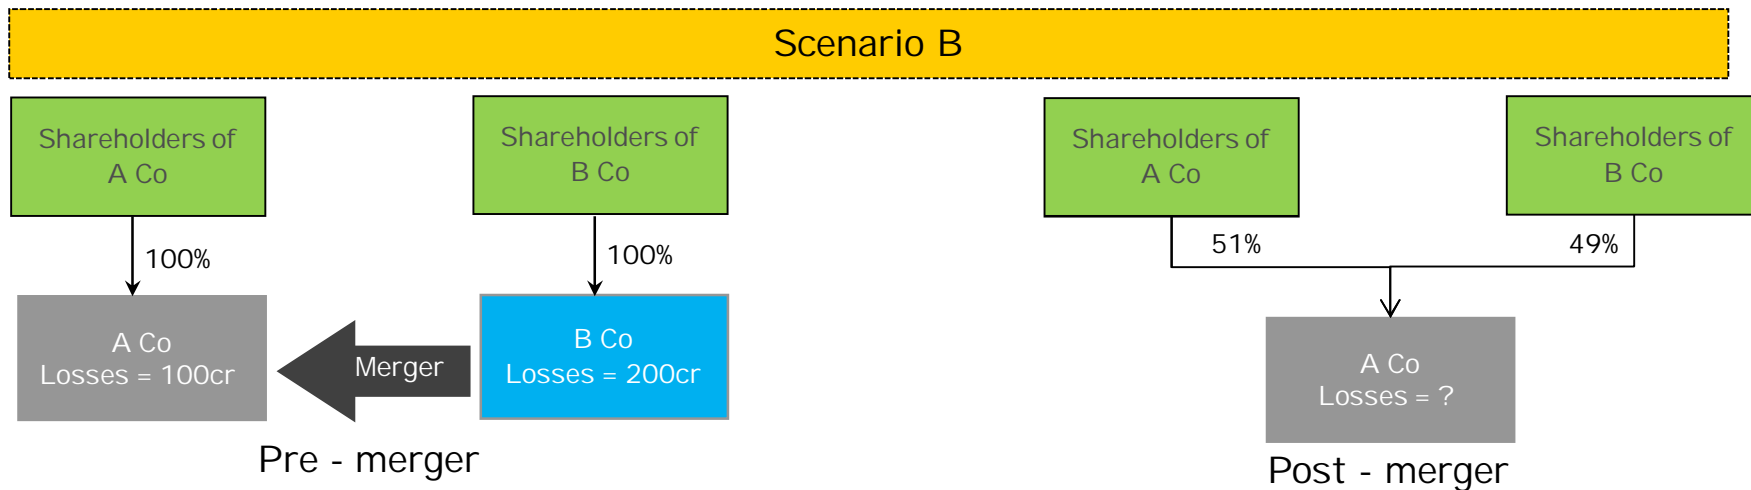 Scenario B
Shareholders of
A Co
Shareholders of
B Co
Shareholders of
A Co
Shareholders of
B Co
100%
100%
51%
49%
A Co
Losses = 100cr
Merger
B Co
Losses = 200cr
A Co
Losses = ?
Pre - merger
Post - merger